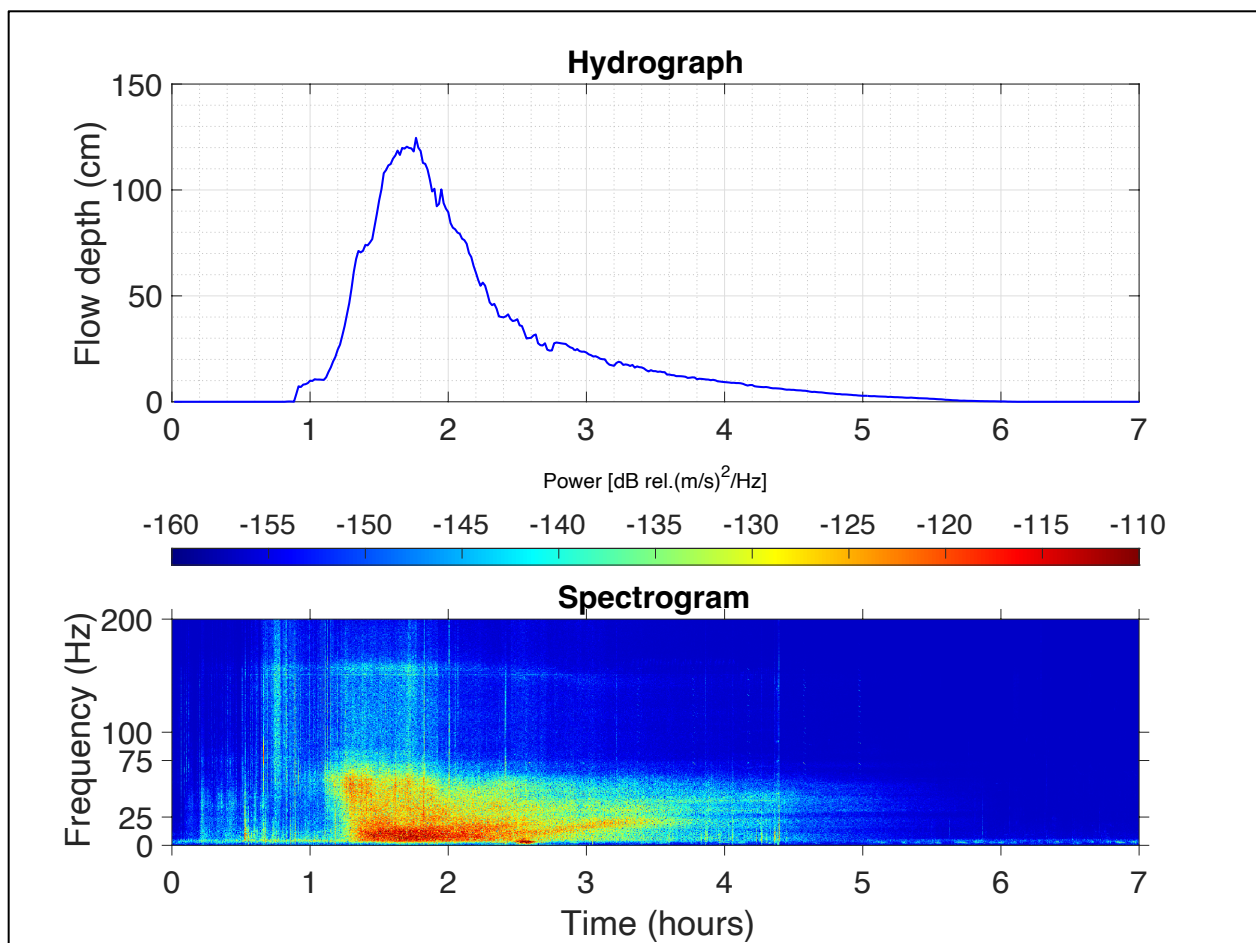 Hydrograph
150
100
50
0
Flow depth (cm)
0 1 2 3 4 5 6 7
Power [dB rel.(m/s)2/Hz]
-160 -155 -150 -145 -140 -135 -130 -125 -120 -115 -110
Spectrogram
200
100
75
25
0
Frequency (Hz)
0 1 2 3 4 5 6 7
Time (hours)